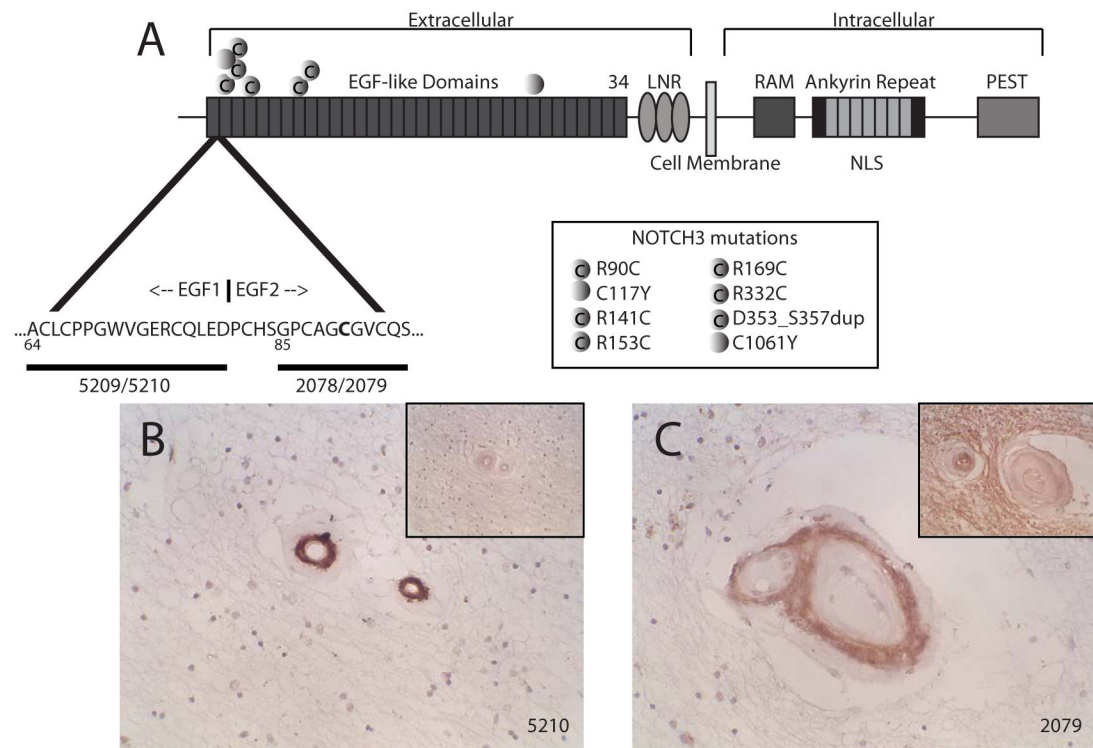 A
Extracellular
Intracellular
C
C
C
C
C
C
EGF-like Domains
34
LNR
RAM
Ankyrin Repeat
PEST
Cell Membrane
NLS
NOTCH3 mutations
C R90C
C117Y
C R141C
C R153C
C R169C
C R332C
C D353_S357dup
C1061Y
<-- EGF1 | EGF2 -->
...ACLCPPGWVGERCQLEDPCHSGPCAGCGVCQS...
64
85
5209/5210
2078/2079
B
5210
C
2079